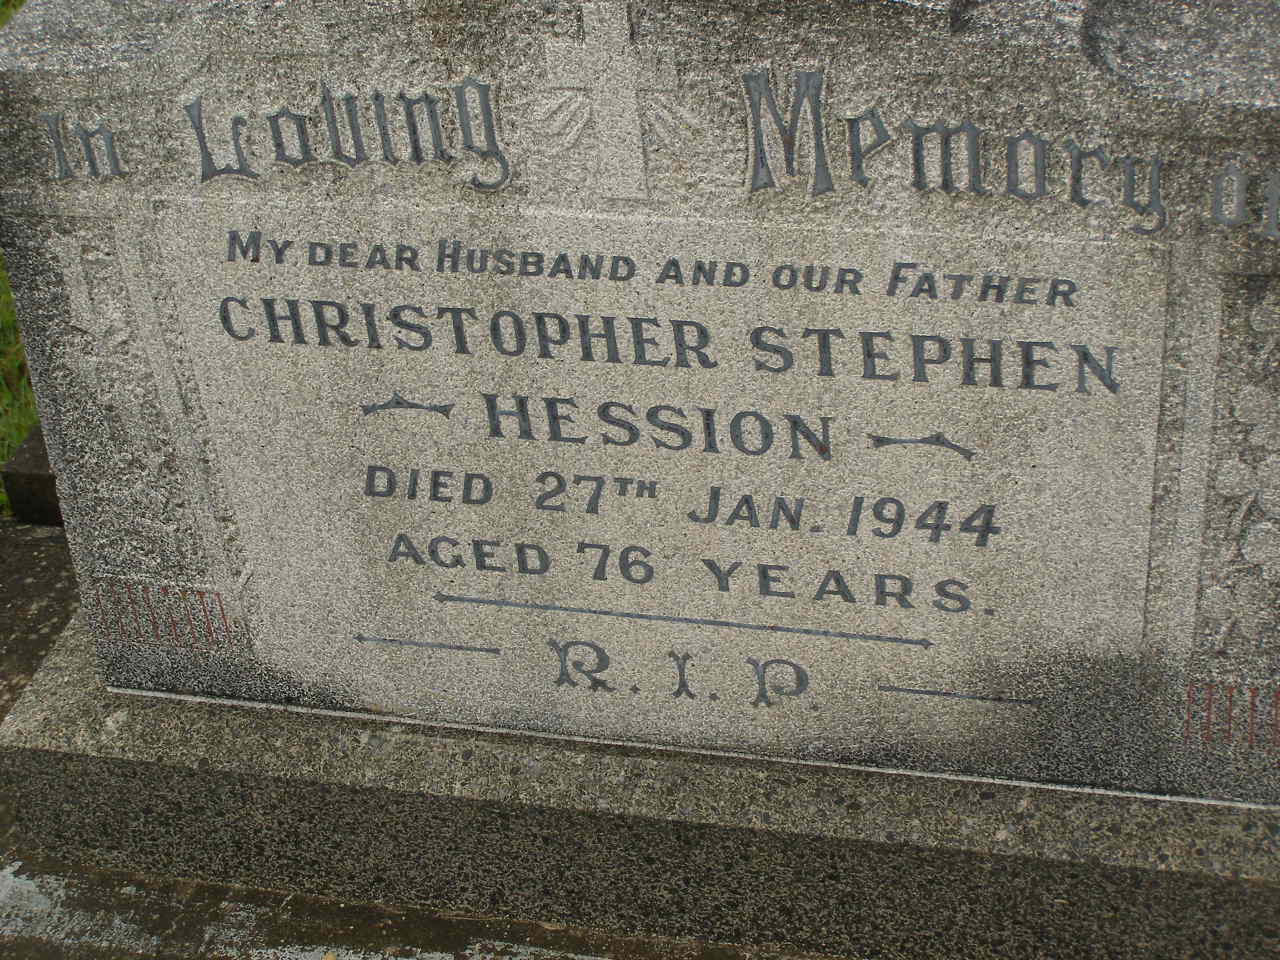 In Loving Memory of
MY DEAR HUSBAND AND OUR FATHER
CHRISTOPHER STEPHEN
HESSION
DIED 27TH JAN. 1944
AGED 76 YEARS.
R.I.P.